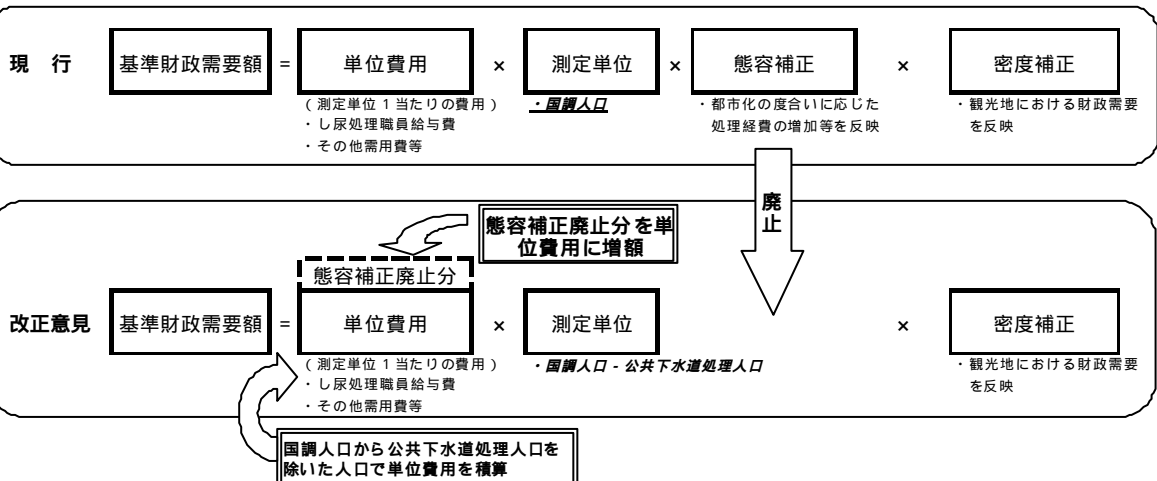 現 行
基準財政需要額 = 単位費用 × 測定単位 × 態容補正 × 密度補正
(測定単位1当たりの費用)
・し尿処理職員給与費
・その他需用費等
・国調人口
・都市化の度合いに応じた
処理経費の増加等を反映
・観光地における財政需要
を反映
廃止
態容補正廃止分を単
位費用に増額
態容補正廃止分
改正意見
基準財政需要額 = 単位費用 × 測定単位 × 密度補正
(測定単位1当たりの費用)
・し尿処理職員給与費
・その他需用費等
・国調人口-公共下水道処理人口
・観光地における財政需要
を反映
国調人口から公共下水道処理人口を
除いた人口で単位費用を積算